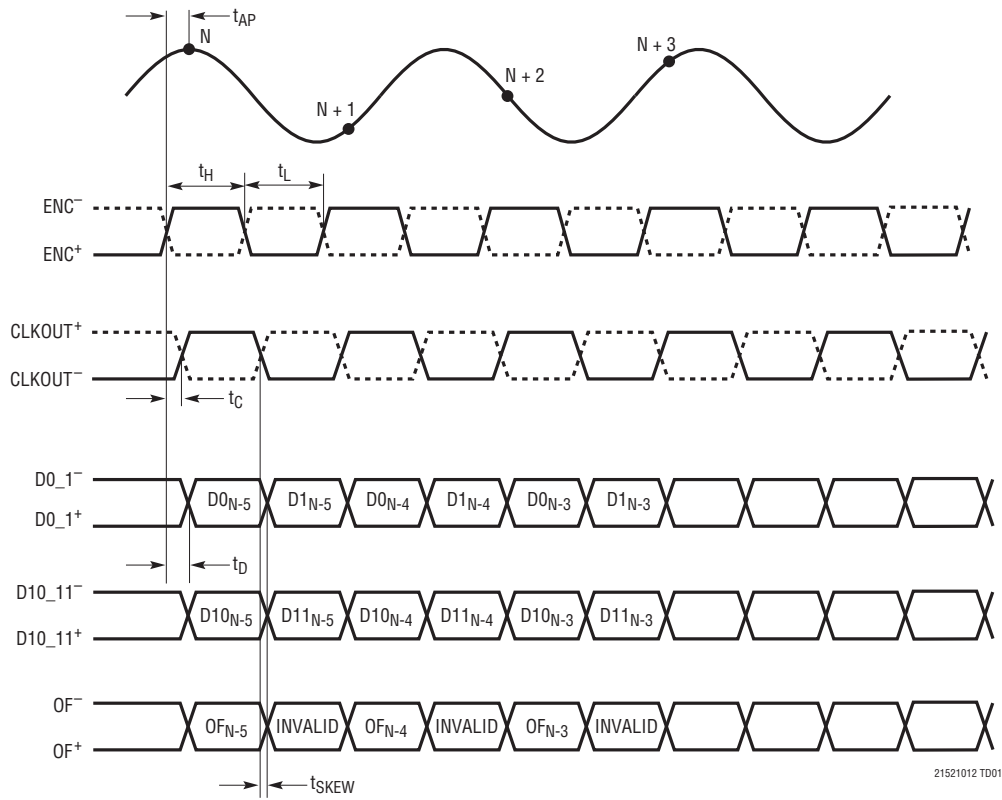 t_AP
N
N + 1
N + 2
N + 3
t_H
t_L
ENC⁻
ENC⁺
CLKOUT⁺
CLKOUT⁻
t_C
D0_1⁻
D0_1⁺
D0_N-5 D1_N-5 D0_N-4 D1_N-4 D0_N-3 D1_N-3
t_D
D10_11⁻
D10_11⁺
D10_N-5 D11_N-5 D10_N-4 D11_N-4 D10_N-3 D11_N-3
OF⁻
OF⁺
OF_N-5 INVALID OF_N-4 INVALID OF_N-3 INVALID
t_SKEW
21521012 TD01